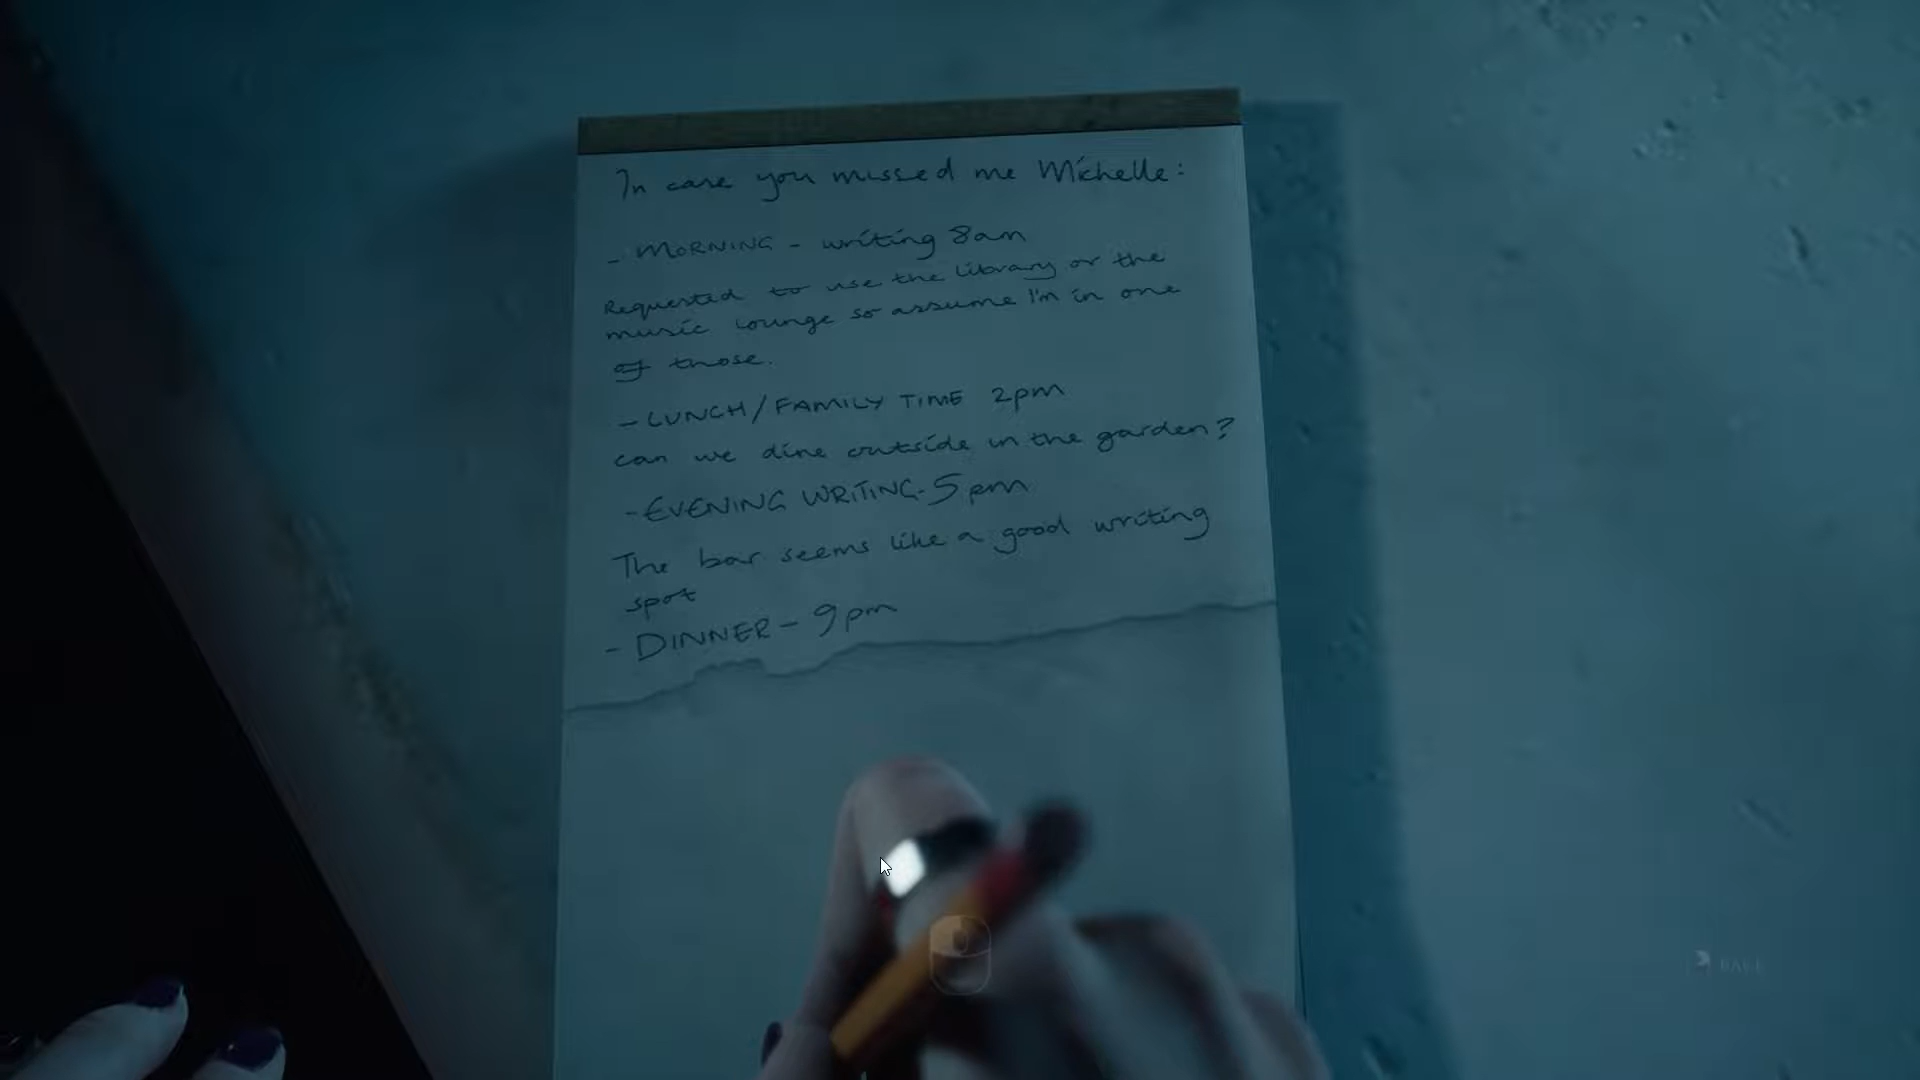 In case you missed me Michelle:
- MORNING - writing 8am
Requested to use the library or the
music lounge so assume I'm in one
of those.
- LUNCH/FAMILY TIME 2pm
can we dine outside in the garden?
- EVENING WRITING - 5pm
The bar seems like a good writing
spot
- DINNER - 9pm
BACK